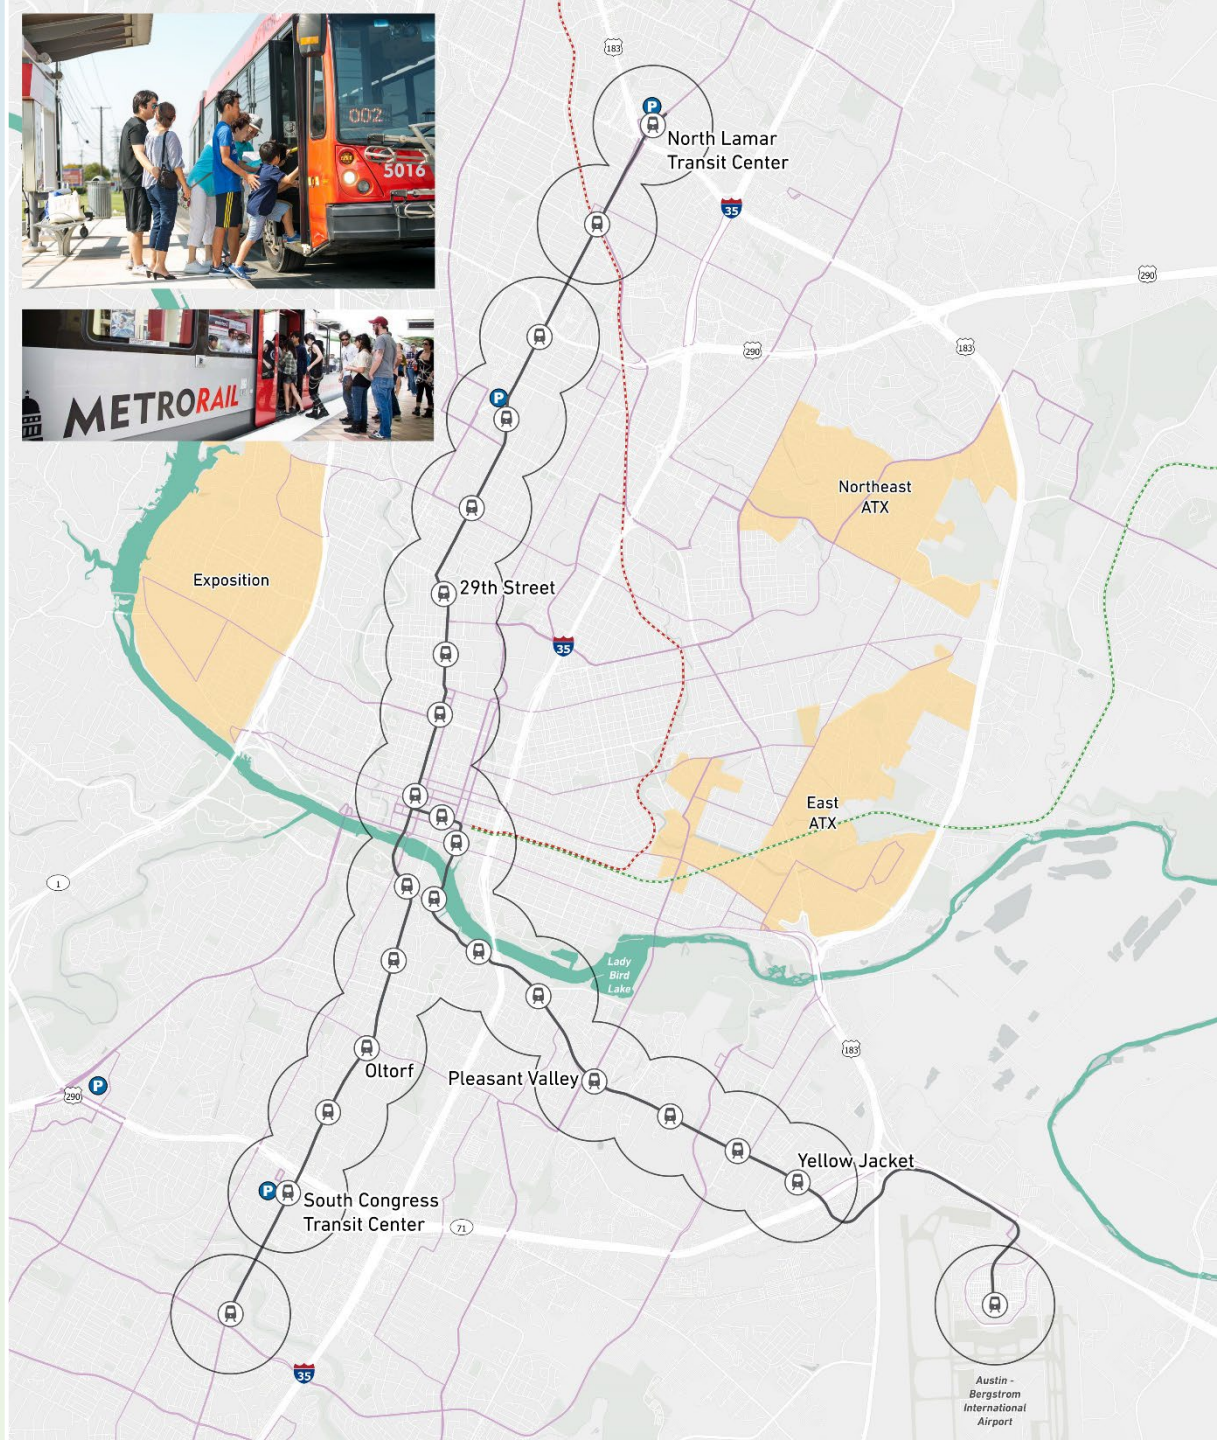 002
5016
METRORAIL
183
P
North Lamar
Transit Center
35
290
290
183
P
Northeast
ATX
Exposition
29th Street
35
East
ATX
1
Lady
Bird
Lake
Oltorf
Pleasant Valley
183
P
290
Yellow Jacket
P
South Congress
Transit Center
71
35
Austin -
Bergstrom
International
Airport